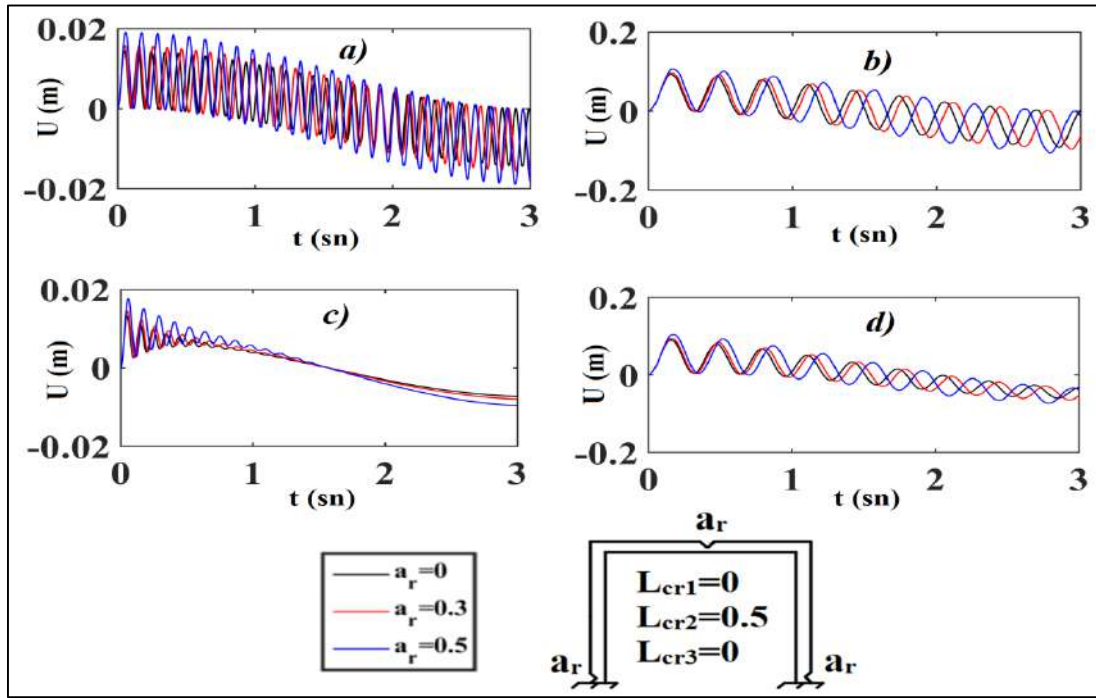 0.02
a)
U (m)
0
-0.02
0 1 2 3
t (sn)
0.2
b)
U (m)
0
-0.2
0 1 2 3
t (sn)
0.02
c)
U (m)
0
-0.02
0 1 2 3
t (sn)
0.2
d)
U (m)
0
-0.2
0 1 2 3
t (sn)
a_r=0
a_r=0.3
a_r=0.5
a_r
L_cr1=0
L_cr2=0.5
L_cr3=0
a_r
a_r